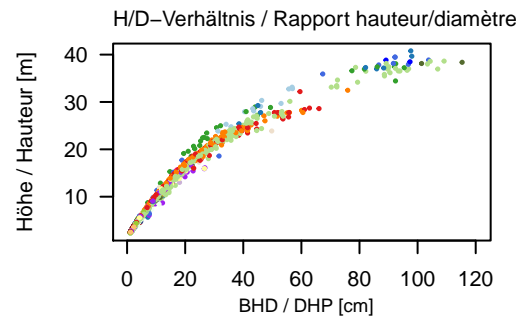 H/D−Verhältnis / Rapport hauteur/diamètre
Höhe / Hauteur [m]
40
30
20
10
0 20 40 60 80 100 120
BHD / DHP [cm]